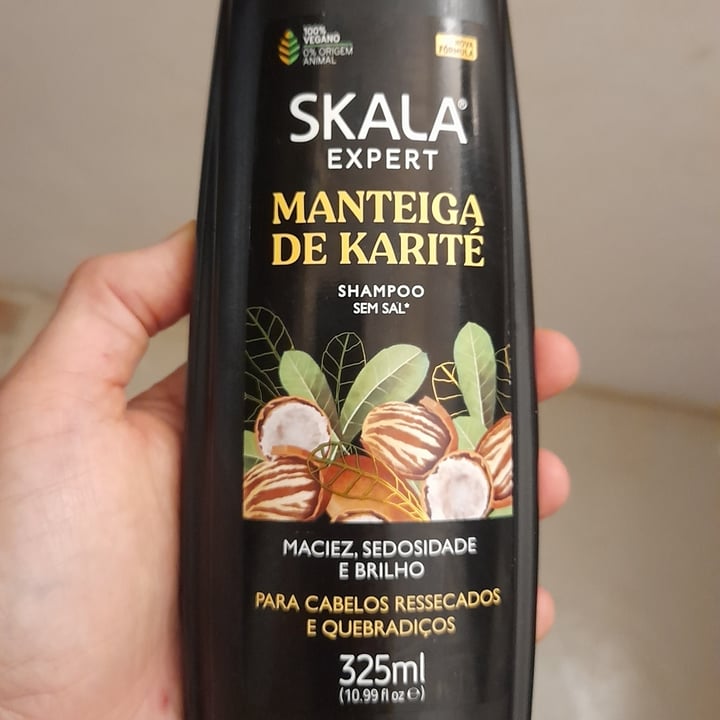 100%
VEGANO
0% ORIGEM
ANIMAL
NOVA
FÓRMULA
SKALA®
EXPERT
MANTEIGA
DE KARITÉ
SHAMPOO
SEM SAL*
MACIEZ, SEDOSIDADE
E BRILHO
PARA CABELOS RESSECADOS
E QUEBRADIÇOS
325ml
(10.99 fl oz ℮)